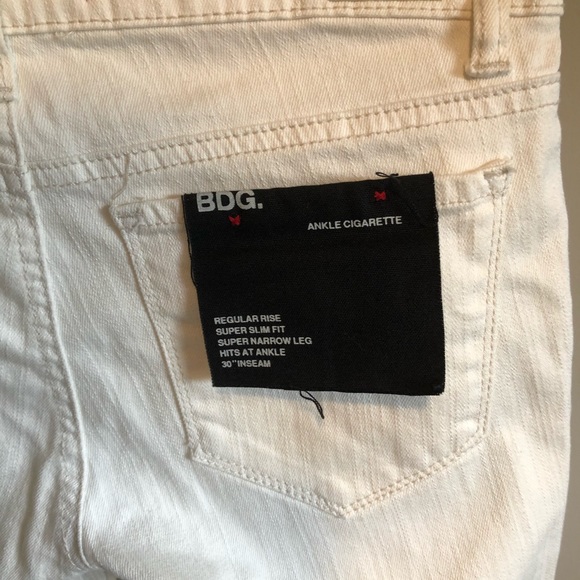 BDG.
ANKLE CIGARETTE
REGULAR RISE
SUPER SLIM FIT
SUPER NARROW LEG
HITS AT ANKLE
30" INSEAM